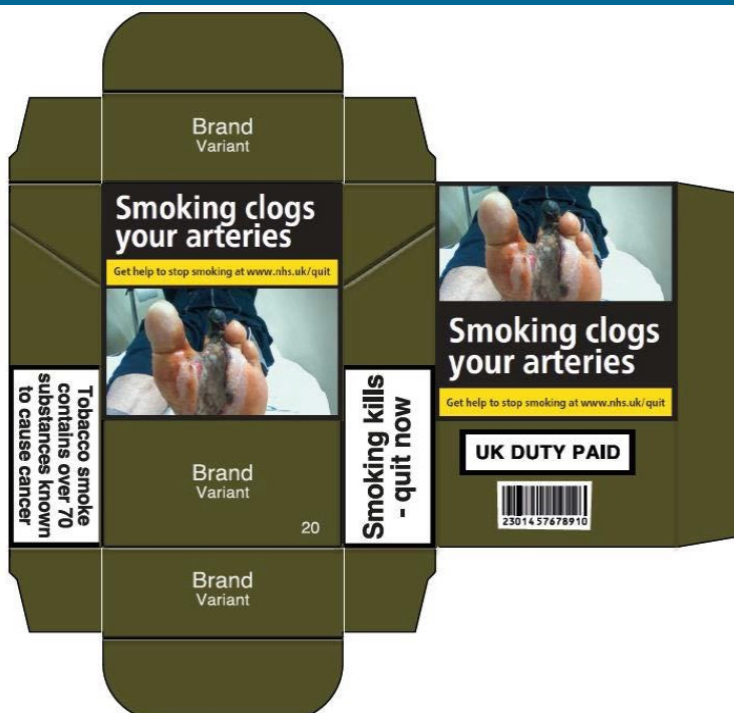 Brand
Variant
Smoking clogs
your arteries
Get help to stop smoking at www.nhs.uk/quit
Tobacco smoke
contains over 70
substances known
to cause cancer
Brand
Variant
20
Smoking kills
- quit now
Smoking clogs
your arteries
Get help to stop smoking at www.nhs.uk/quit
UK DUTY PAID
2301457678910
Brand
Variant